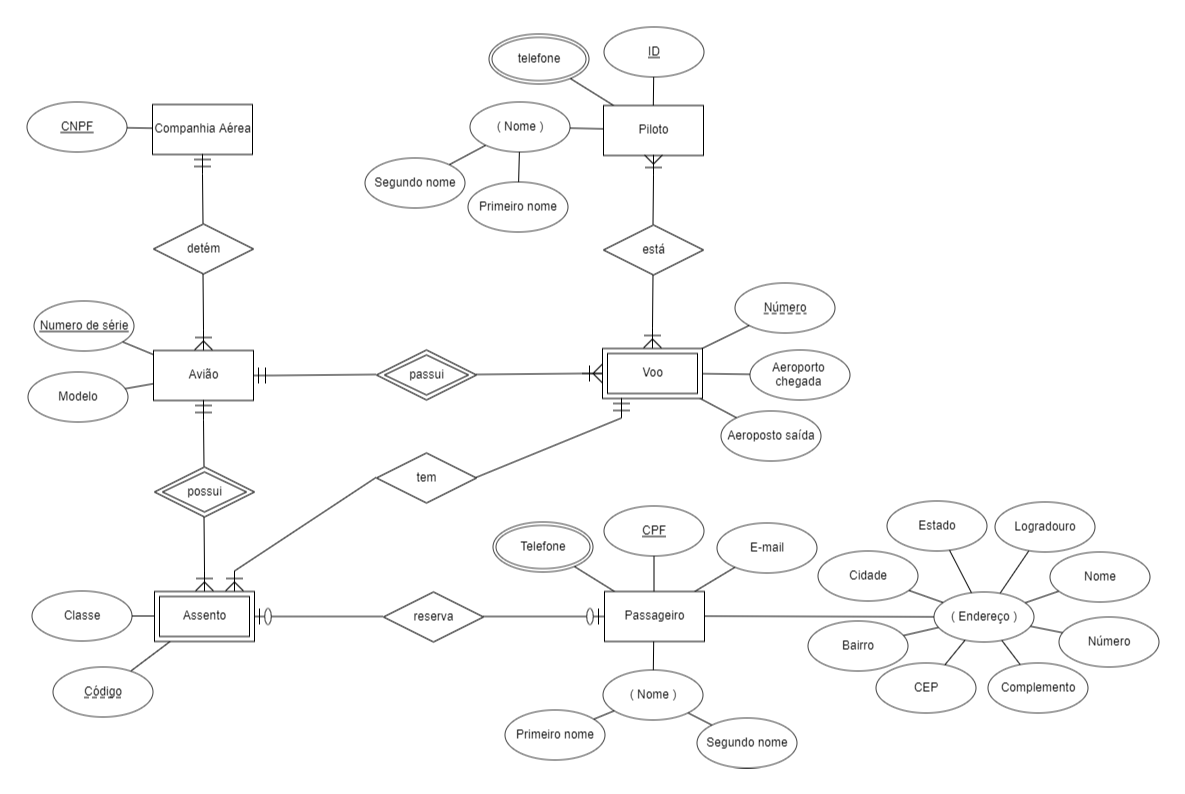 telefone
ID
CNPF
Companhia Aérea
( Nome )
Piloto
Segundo nome
Primeiro nome
detém
está
Número
Numero de série
Avião
passui
Voo
Aeroporto
chegada
Modelo
Aeroposto saída
tem
possui
Estado
Logradouro
Telefone
CPF
E-mail
Cidade
Nome
Classe
Assento
reserva
Passageiro
( Endereço )
Bairro
Número
Código
( Nome )
CEP
Complemento
Primeiro nome
Segundo nome